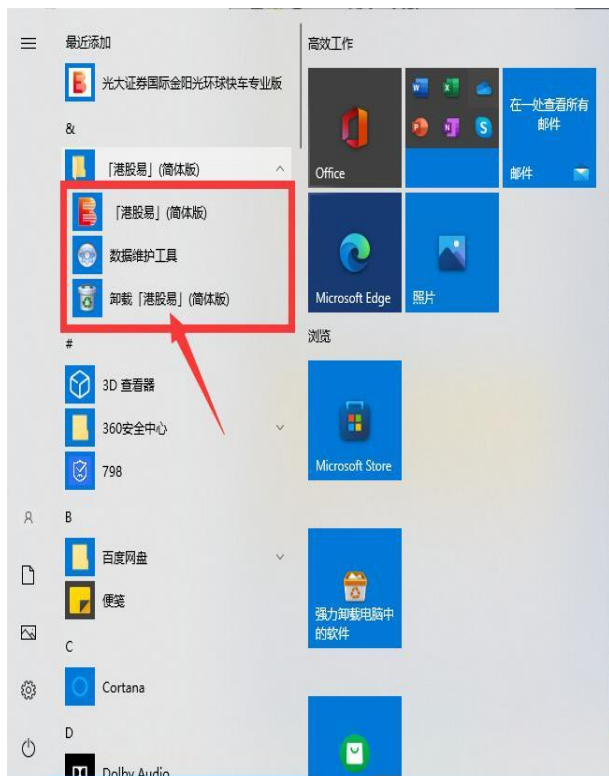 最近添加
光大证券国际金阳光环球快车专业版
&
「港股易」(简体版)
「港股易」(简体版)
数据维护工具
卸载「港股易」(简体版)
#
3D 查看器
360安全中心
798
B
百度网盘
便笺
C
Cortana
D
Dolby Audio
高效工作
Office
在一处查看所有
邮件
邮件
Microsoft Edge
照片
浏览
Microsoft Store
强力卸载电脑中
的软件